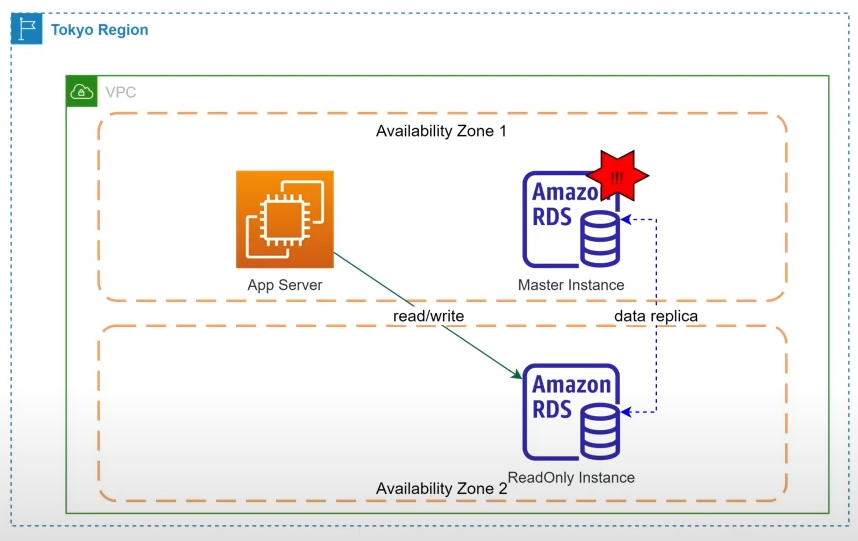 Tokyo Region
VPC
Availability Zone 1
Amazon
RDS
!!!
App Server
Master Instance
read/write
data replica
Amazon
RDS
ReadOnly Instance
Availability Zone 2